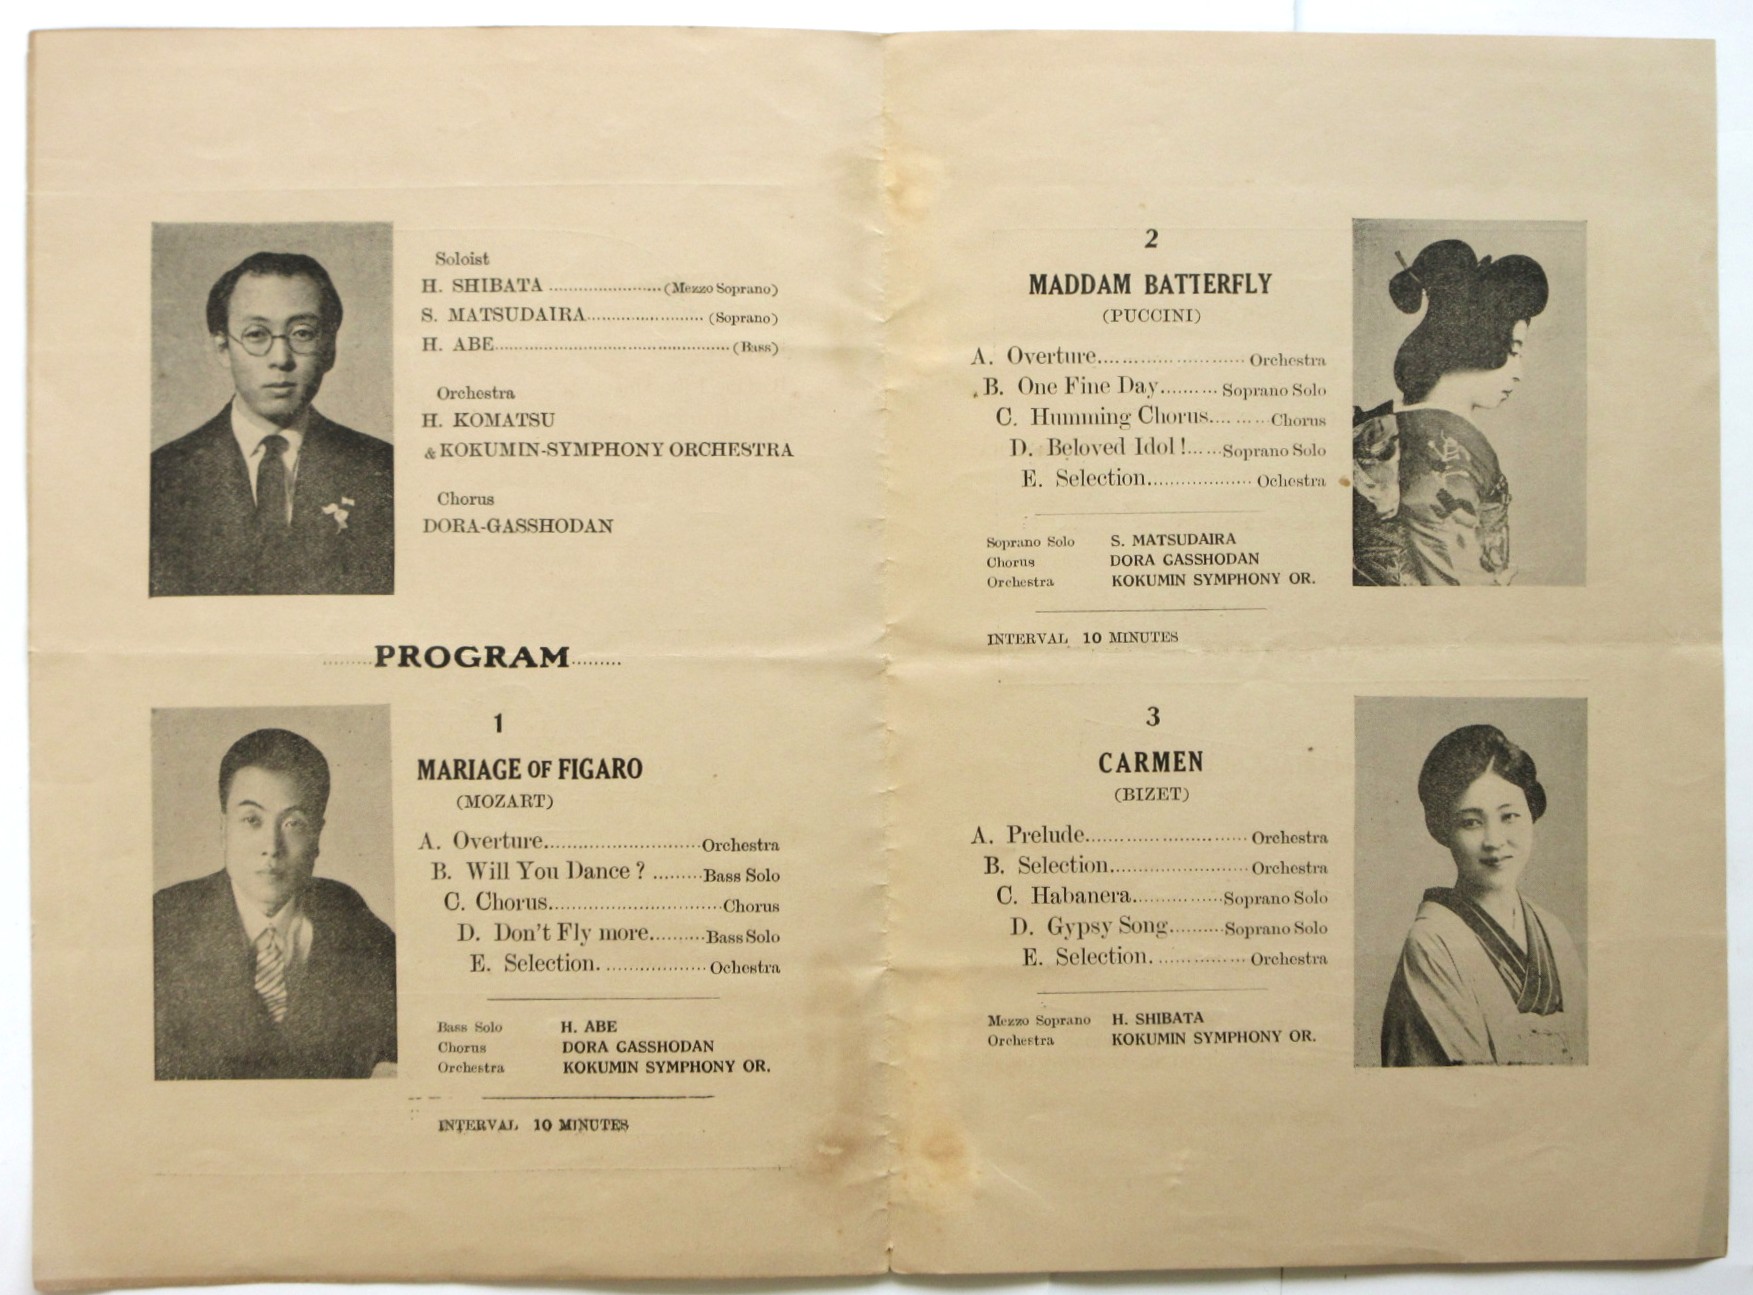 Soloist
H. SHIBATA ........................(Mezzo Soprano)
S. MATSUDAIRA........................ (Soprano)
H. ABE................................................(Bass)
Orchestra
H. KOMATSU
& KOKUMIN-SYMPHONY ORCHESTRA
Chorus
DORA-GASSHODAN
.........PROGRAM.........
1
MARIAGE OF FIGARO
(MOZART)
A. Overture...........................Orchestra
B. Will You Dance ? .........Bass Solo
C. Chorus..............................Chorus
D. Don't Fly more..........Bass Solo
E. Selection. ................... Ochestra
Bass Solo H. ABE
Chorus DORA GASSHODAN
Orchestra KOKUMIN SYMPHONY OR.
INTERVAL 10 MINUTES
2
MADDAM BATTERFLY
(PUCCINI)
A. Overture......................... Orchestra
B. One Fine Day.......... Soprano Solo
C. Humming Chorus.......... Chorus
D. Beloved Idol !......Soprano Solo
E. Selection.................... Ochestra
Soprano Solo S. MATSUDAIRA
Chorus DORA GASSHODAN
Orchestra KOKUMIN SYMPHONY OR.
INTERVAL 10 MINUTES
3
CARMEN
(BIZET)
A. Prelude............................ Orchestra
B. Selection........................ Orchestra
C. Habanera................Soprano Solo
D. Gypsy Song..........Soprano Solo
E. Selection. ................ Orchestra
Mezzo Soprano H. SHIBATA
Orchestra KOKUMIN SYMPHONY OR.